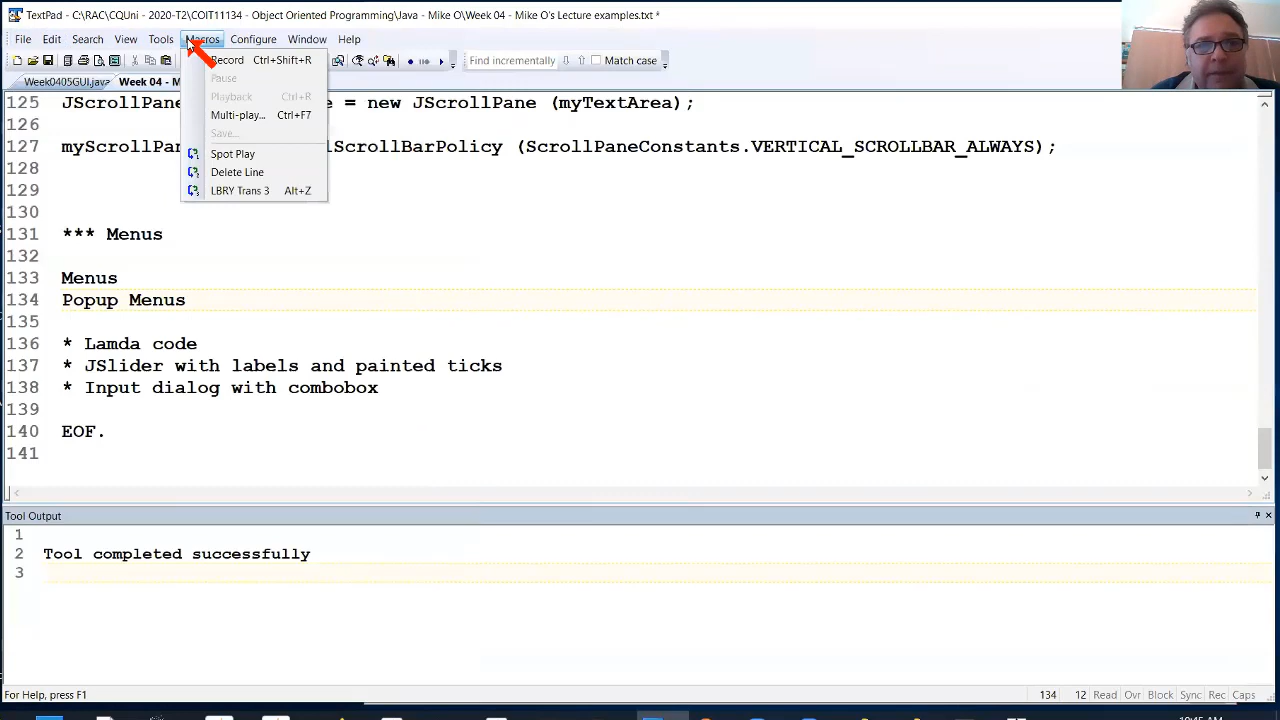 TextPad - C:\RAC\CQUni - 2020-T2\COIT11134 - Object Oriented Programming\Java - Mike O\Week 04 - Mike O's Lecture examples.txt *
File Edit Search View Tools Macros Configure Window Help
Find incrementally Match case
Week0405GUI.java Week 04 - M
Record Ctrl+Shift+R
Pause
Playback Ctrl+R
Multi-play... Ctrl+F7
Save...
Spot Play
Delete Line
LBRY Trans 3 Alt+Z
125 JScrollPane = new JScrollPane (myTextArea);
126
127 myScrollPan lScrollBarPolicy (ScrollPaneConstants.VERTICAL_SCROLLBAR_ALWAYS);
128
129
130
131 *** Menus
132
133 Menus
134 Popup Menus
135
136 * Lamda code
137 * JSlider with labels and painted ticks
138 * Input dialog with combobox
139
140 EOF.
141
Tool Output
1
2 Tool completed successfully
3
For Help, press F1 134 12 Read Ovr Block Sync Rec Caps